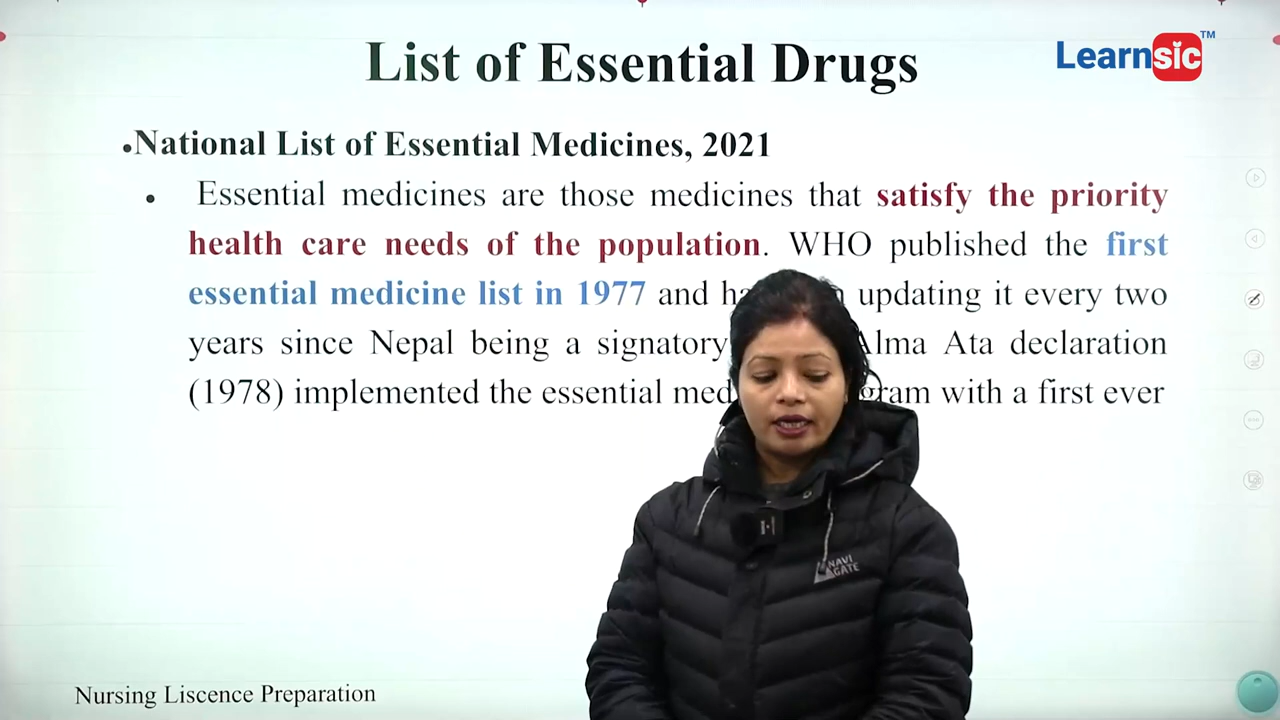 List of Essential Drugs
Learnsic™
•National List of Essential Medicines, 2021
• Essential medicines are those medicines that satisfy the priority
health care needs of the population. WHO published the first
essential medicine list in 1977 and updating it every two
years since Nepal being a signatory Alma Ata declaration
(1978) implemented the essential with a first ever
NAVI
GATE
Nursing Liscence Preparation